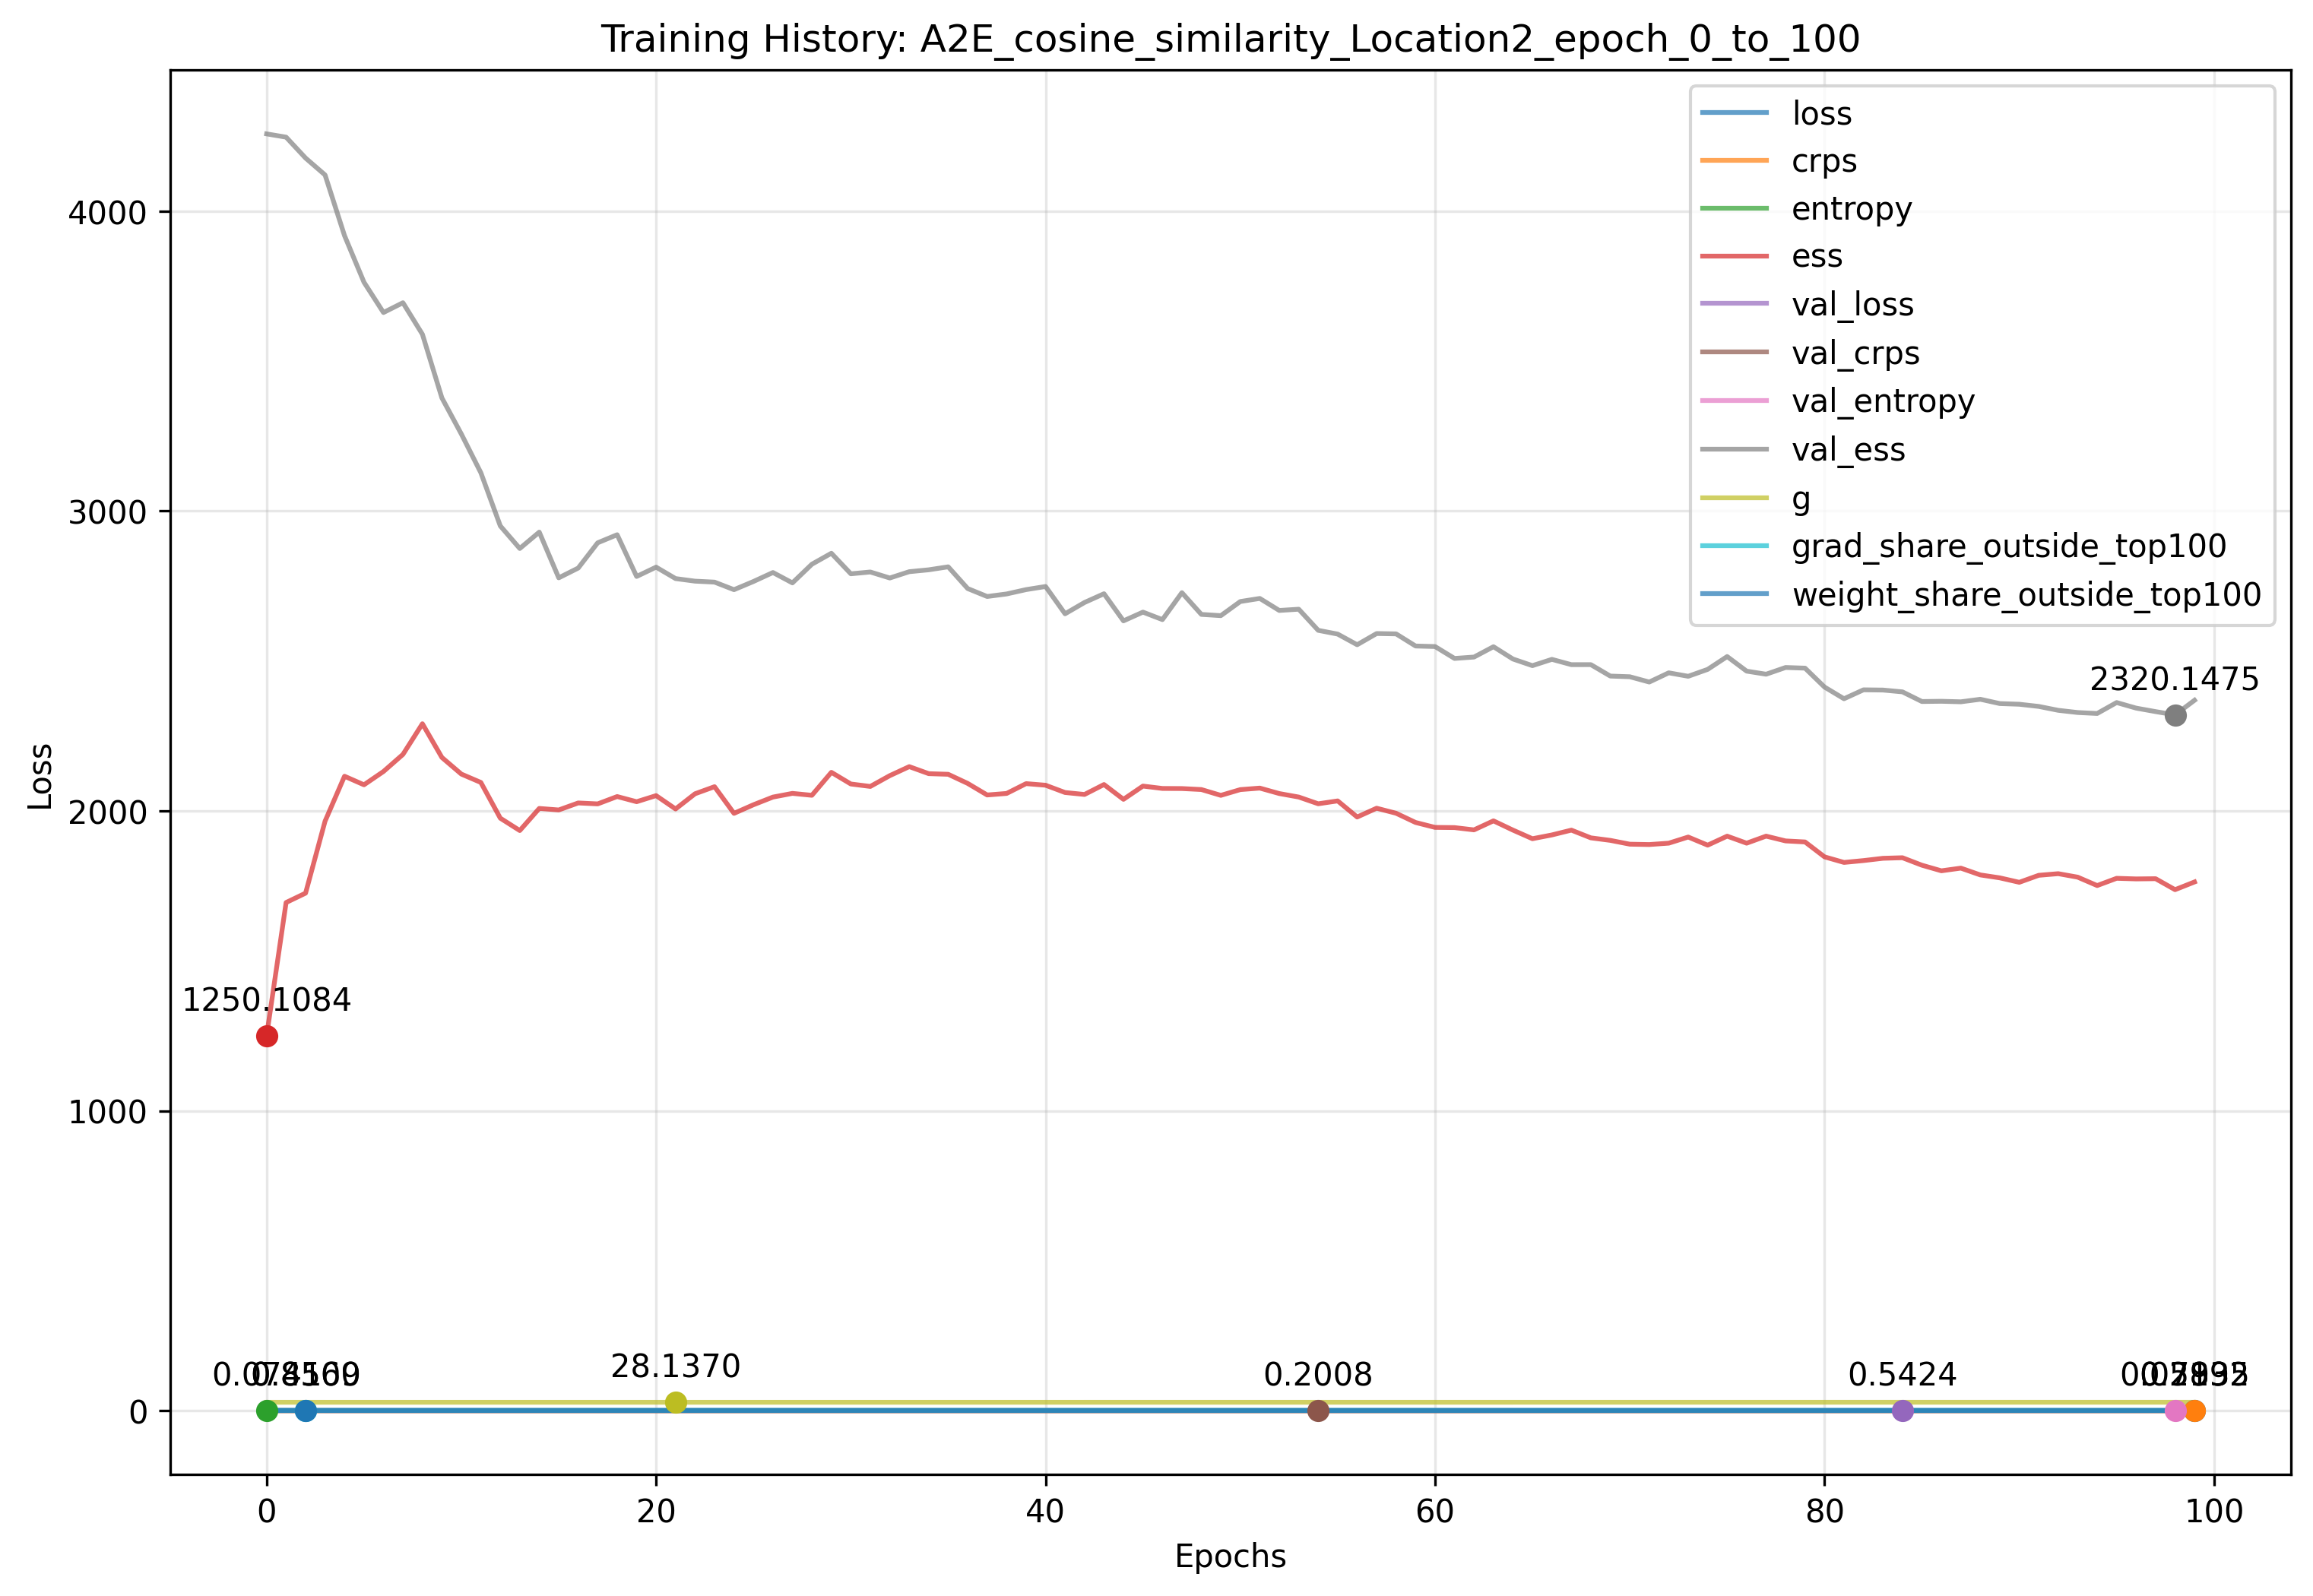 Training History: A2E_cosine_similarity_Location2_epoch_0_to_100
loss
crps
entropy
ess
val_loss
val_crps
val_entropy
val_ess
g
grad_share_outside_top100
weight_share_outside_top100
4000
3000
2000
1000
0
Loss
2320.1475
1250.1084
28.1370
0.2008
0.5424
0 20 40 60 80 100
Epochs